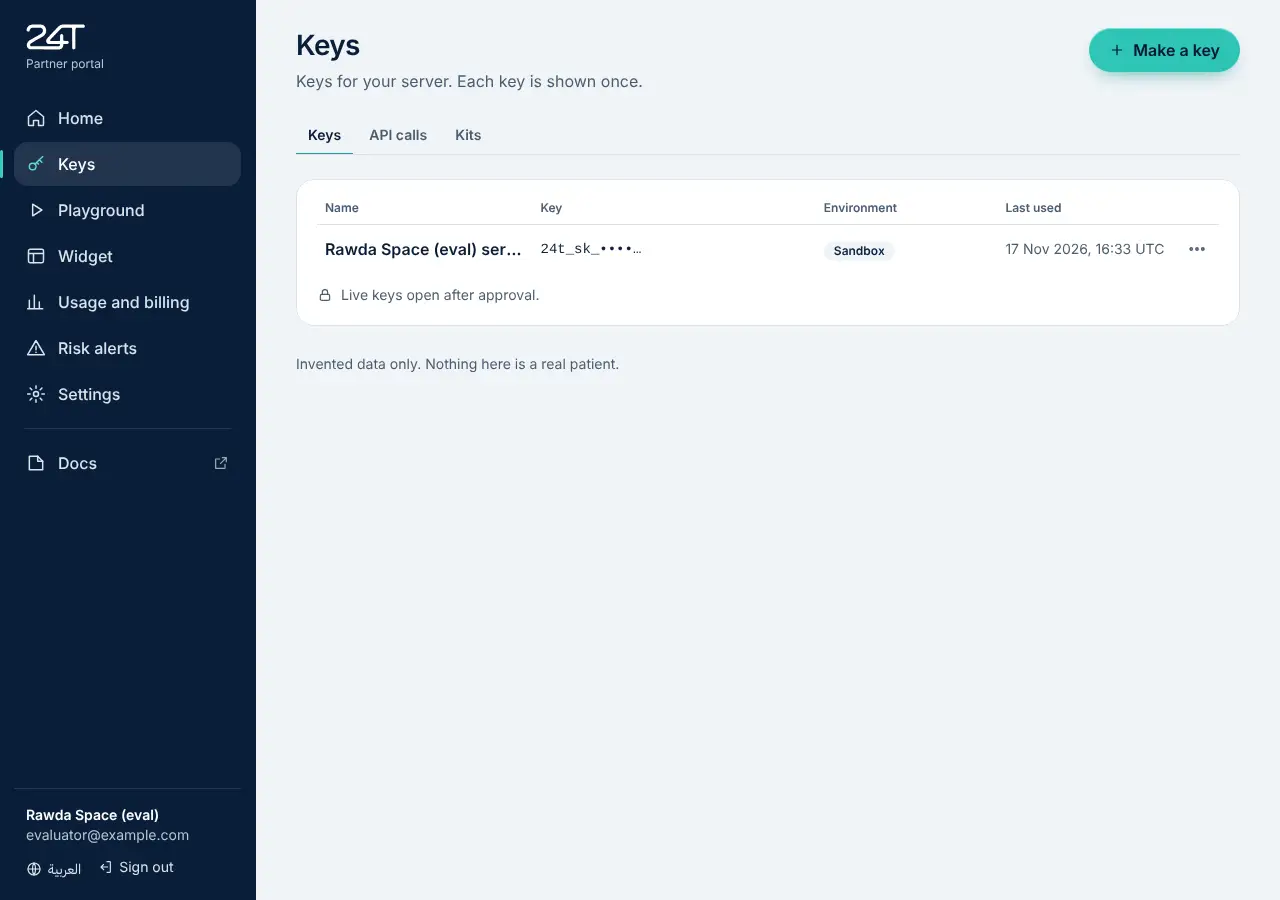 24T
Partner portal
Home
Keys
Playground
Widget
Usage and billing
Risk alerts
Settings
Docs
Rawda Space (eval)
evaluator@example.com
العربية
Sign out
Keys
Keys for your server. Each key is shown once.
+ Make a key
Keys API calls Kits
Name Key Environment Last used
Rawda Space (eval) ser... 24t_sk_••••… Sandbox 17 Nov 2026, 16:33 UTC •••
Live keys open after approval.
Invented data only. Nothing here is a real patient.